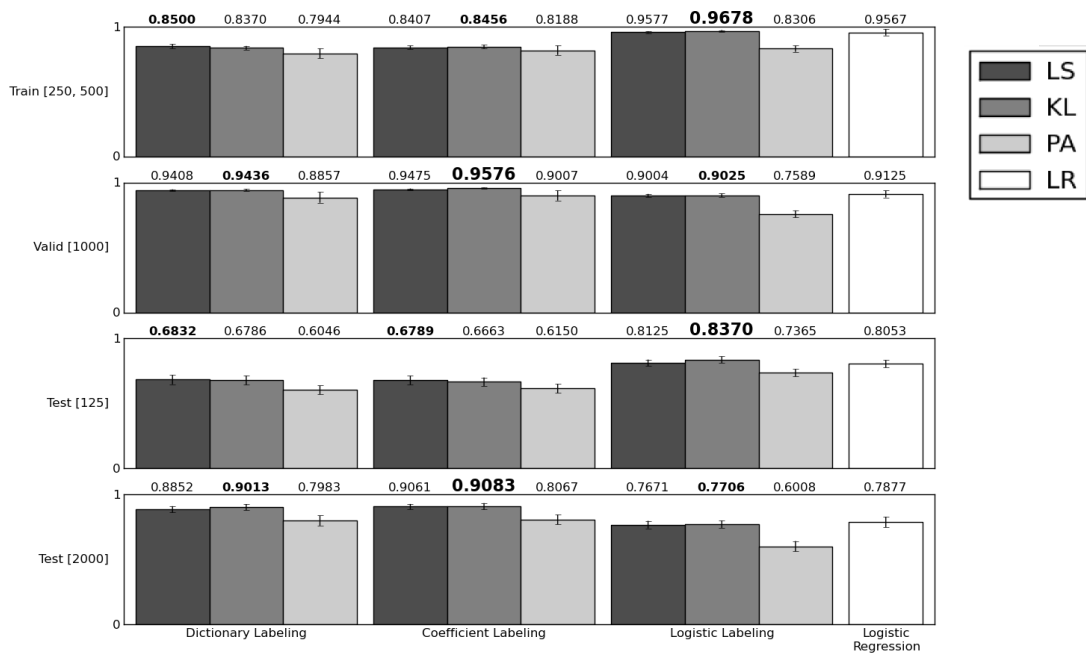 0.8500 0.8370 0.7944 0.8407 0.8456 0.8188 0.9577 0.9678 0.8306 0.9567
1
Train [250, 500]
0
LS
KL
PA
LR
0.9408 0.9436 0.8857 0.9475 0.9576 0.9007 0.9004 0.9025 0.7589 0.9125
1
Valid [1000]
0
0.6832 0.6786 0.6046 0.6789 0.6663 0.6150 0.8125 0.8370 0.7365 0.8053
1
Test [125]
0
0.8852 0.9013 0.7983 0.9061 0.9083 0.8067 0.7671 0.7706 0.6008 0.7877
1
Test [2000]
0
Dictionary Labeling Coefficient Labeling Logistic Labeling Logistic
Regression